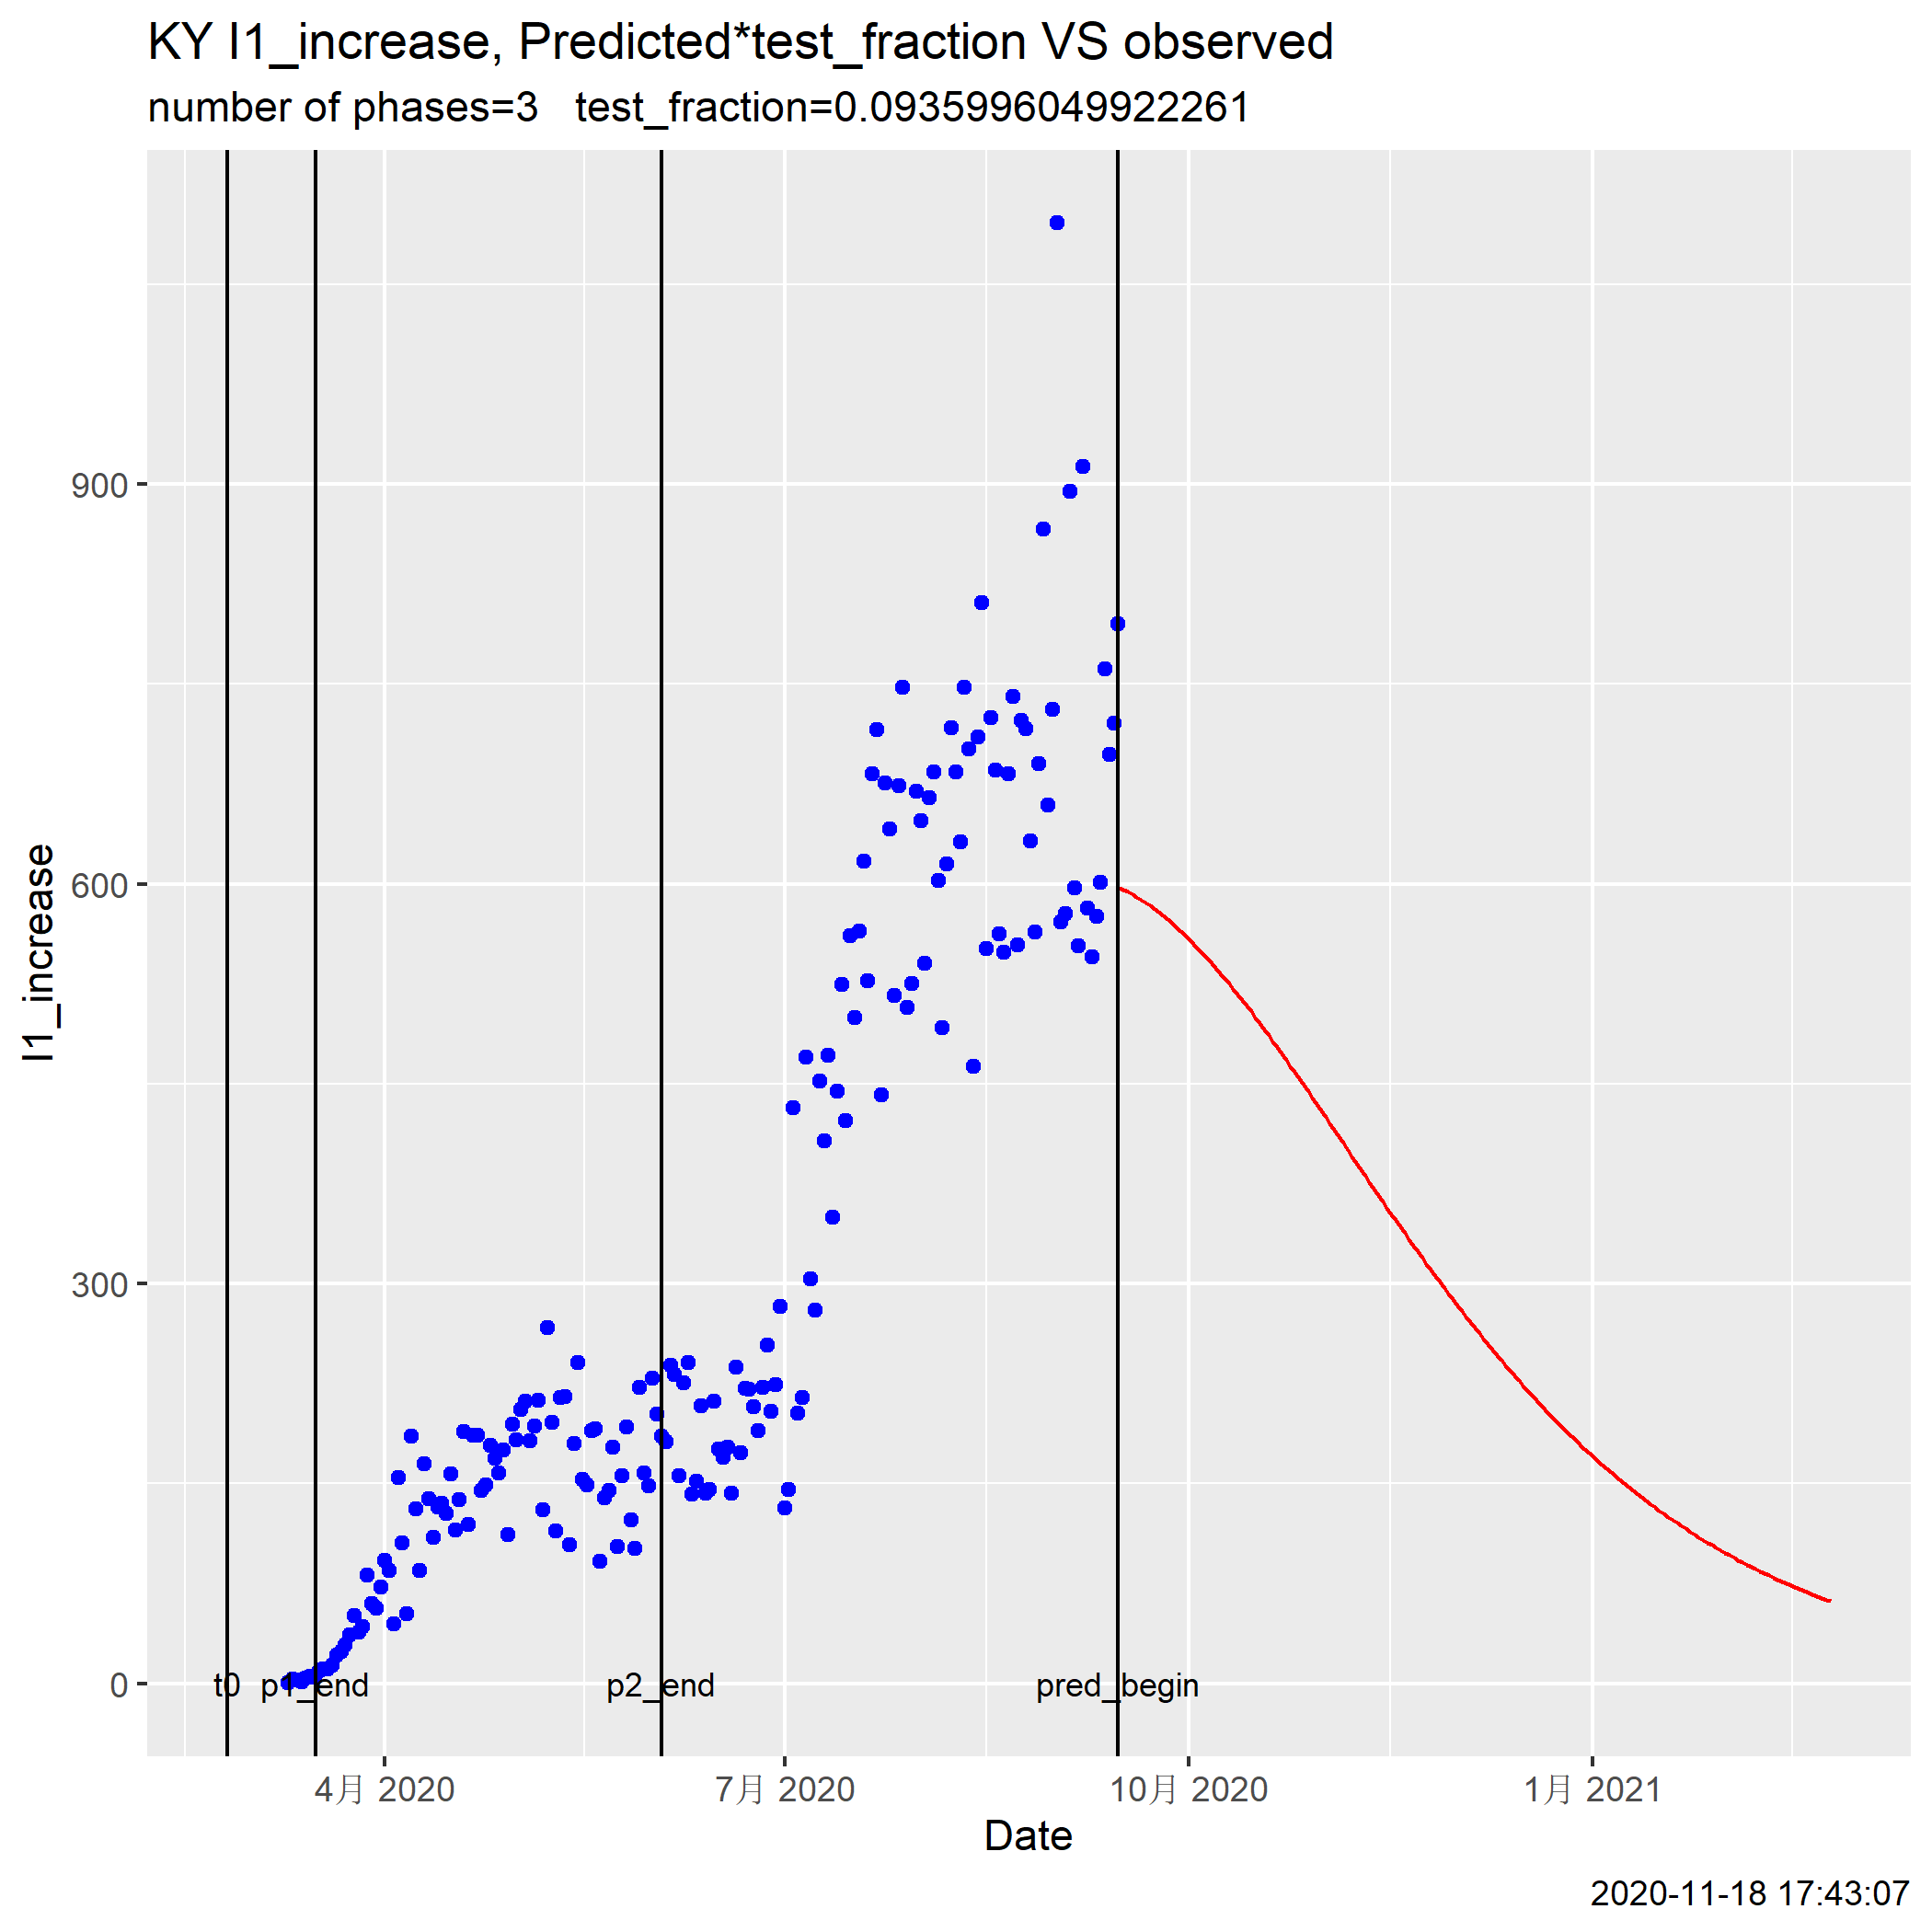 KY I1_increase, Predicted*test_fraction VS observed
number of phases=3   test_fraction=0.0935996049922261
I1_increase
900
600
300
0
t0
p1_end
p2_end
pred_begin
4月 2020
7月 2020
10月 2020
1月 2021
Date
2020-11-18 17:43:07